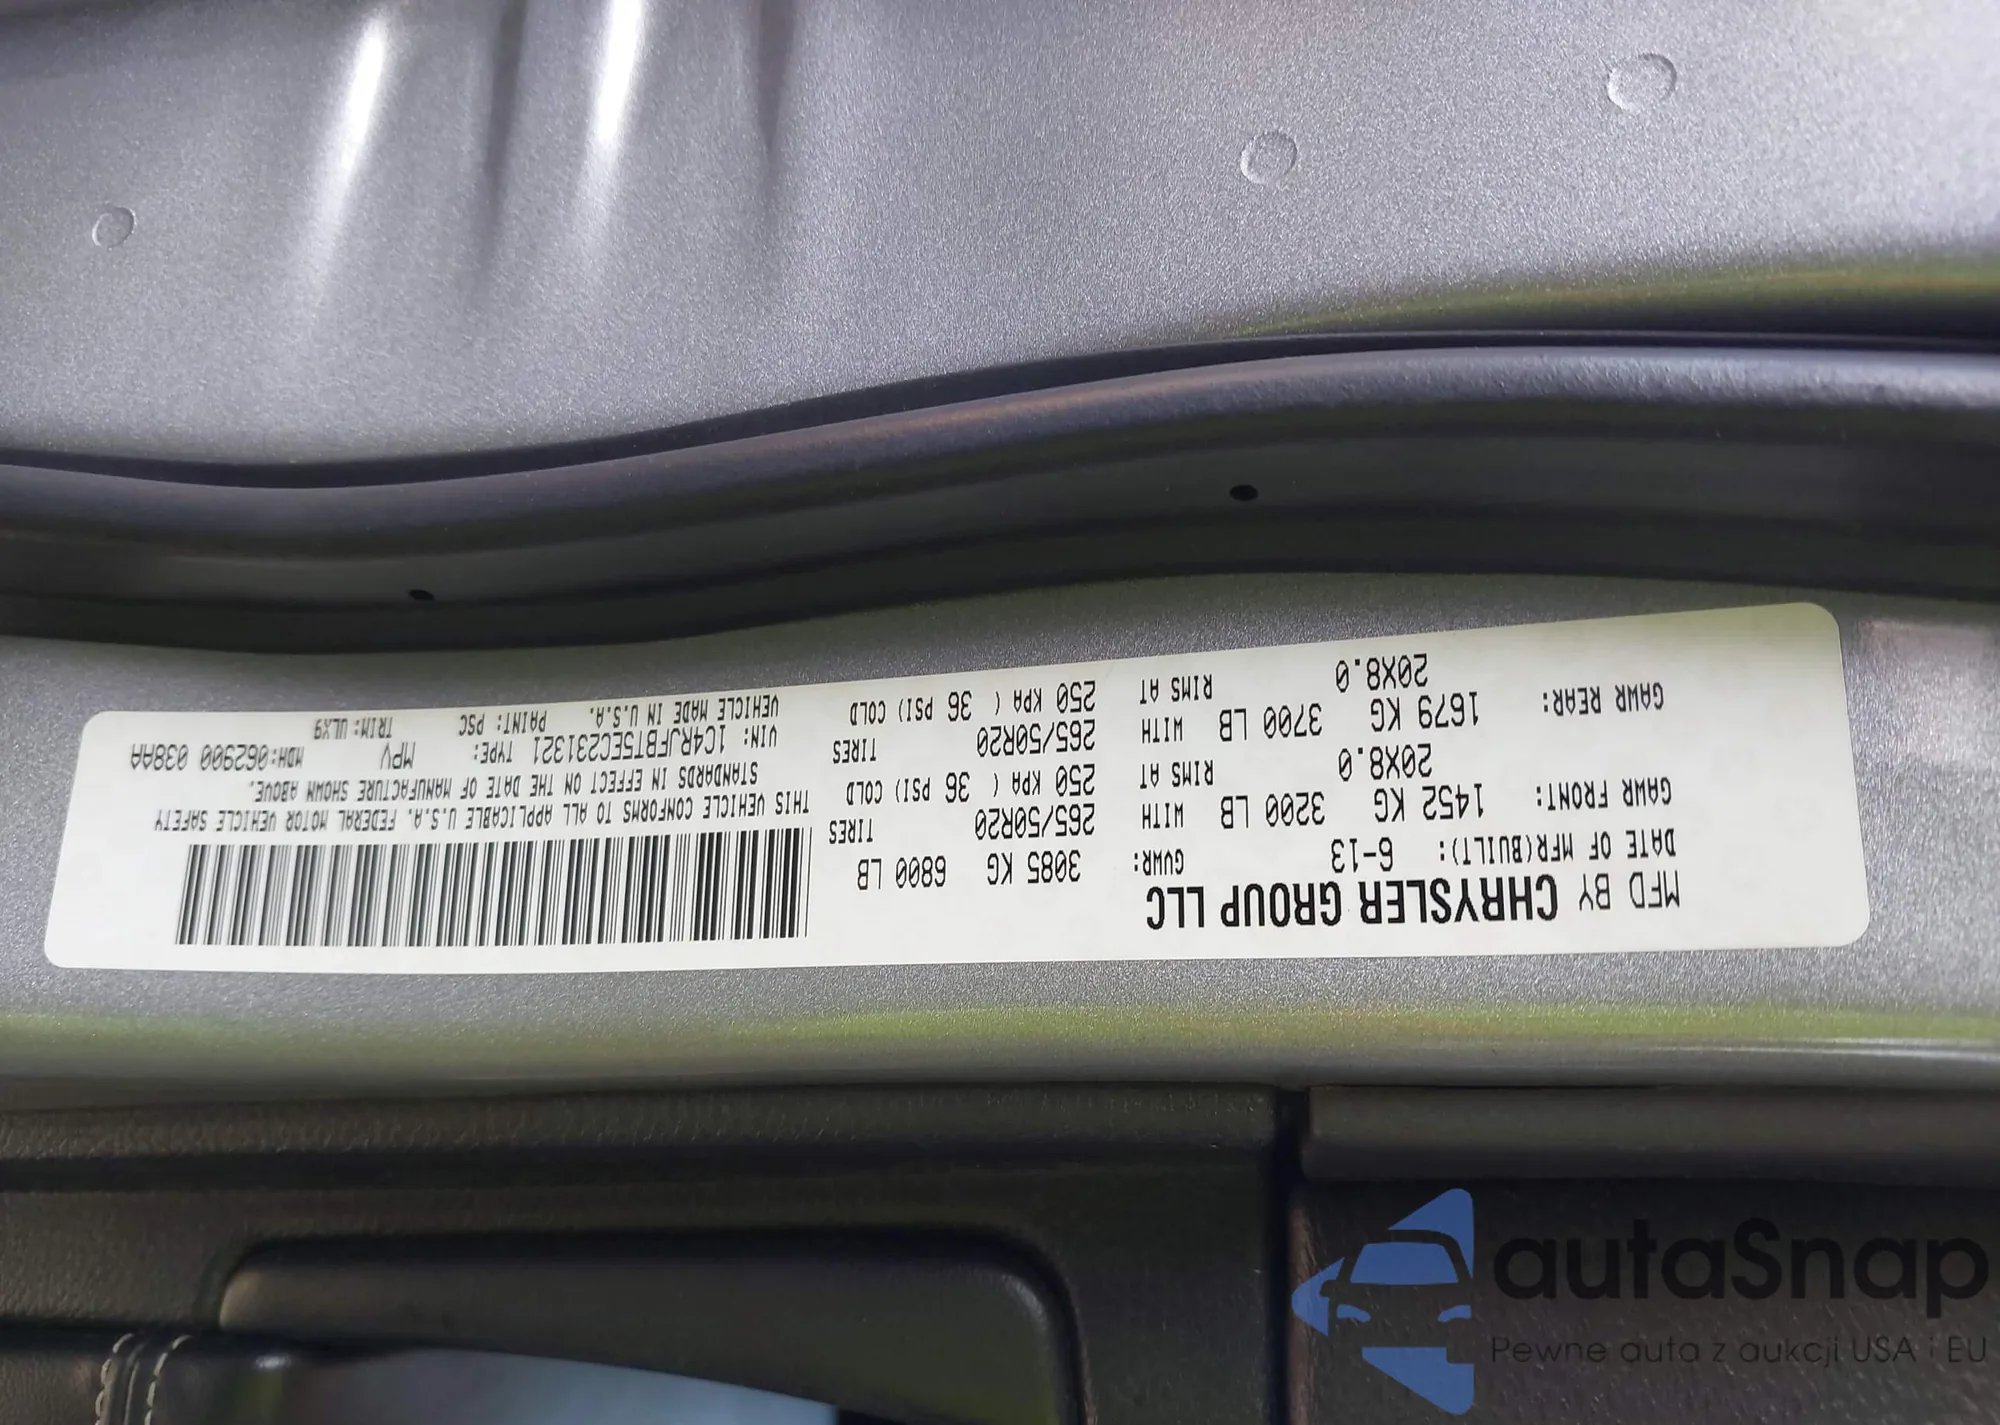 MFD BY CHRYSLER GROUP LLC
DATE OF MFR(BUILT): 6-13 GVWR: 3085 KG 6800 LB
GAWR FRONT: 1452 KG 3200 LB WITH TIRES 265/50R20
RIMS AT 20X8.0 250 KPA ( 36 PSI) COLD
GAWR REAR: 1679 KG 3700 LB WITH TIRES 265/50R20
RIMS AT 20X8.0 250 KPA ( 36 PSI) COLD
THIS VEHICLE CONFORMS TO ALL APPLICABLE U.S.A. FEDERAL MOTOR VEHICLE SAFETY
STANDARDS IN EFFECT ON THE DATE OF MANUFACTURE SHOWN ABOVE.
VIN: 1C4RJFBT5EC231321 TYPE: MPV MDH:062900 038AA
VEHICLE MADE IN U.S.A. PAINT: PSC TRIM: ULX9
autaSnap
Pewne auta z aukcji USA i EU